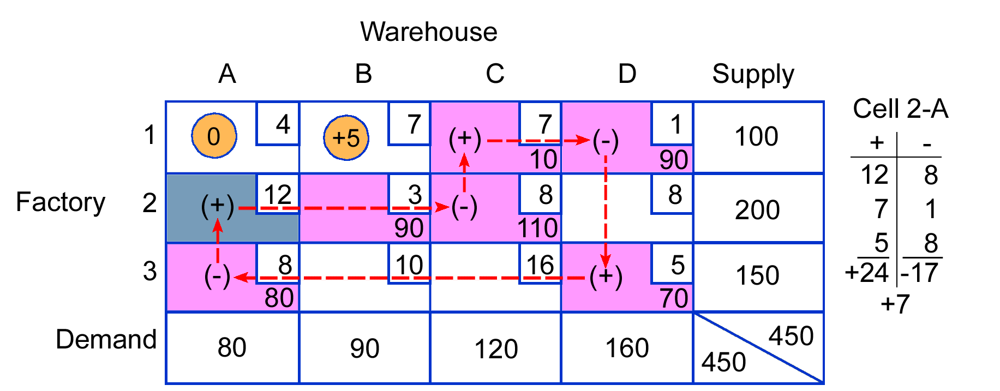 Warehouse
A B C D Supply
1 0 4 +5 7 (+) 7 10 (-) 1 90 100
Factory 2 (+) 12 3 90 (-) 8 110 8 200
3 (-) 8 80 10 16 (+) 5 70 150
Demand 80 90 120 160 450 450
Cell 2-A
+ -
12 8
7 1
5 8
+24 -17
+7